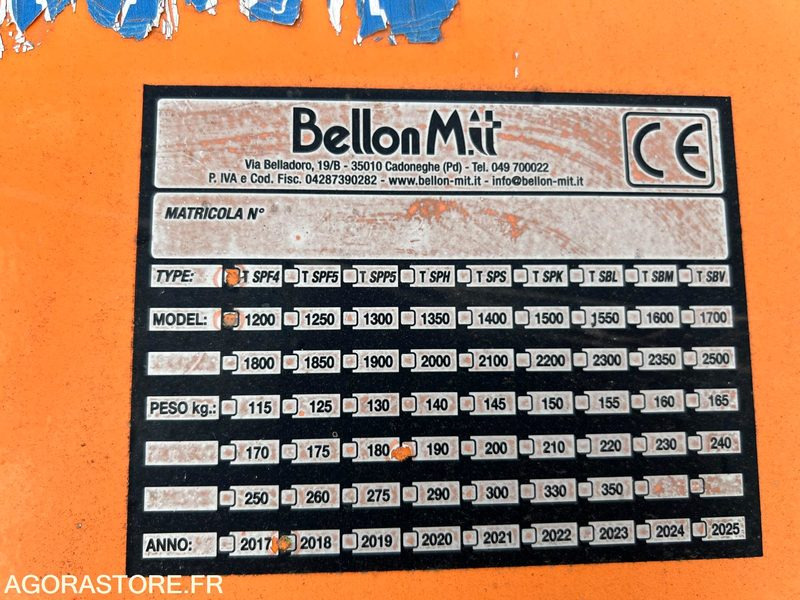 Bellon M.it
Via Belladoro, 19/B - 35010 Cadoneghe (Pd) - Tel. 049 700022
P. IVA e Cod. Fisc. 04287390282 - www.bellon-mit.it - info@bellon-mit.it
CE
MATRICOLA N°
TYPE: T SPF4 T SPF5 T SPP5 T SPH T SPS T SPK T SBL T SBM T SBV
MODEL: 1200 1250 1300 1350 1400 1500 1550 1600 1700
1800 1850 1900 2000 2100 2200 2300 2350 2500
PESO kg.: 115 125 130 140 145 150 155 160 165
170 175 180 190 200 210 220 230 240
250 260 275 290 300 330 350
ANNO: 2017 2018 2019 2020 2021 2022 2023 2024 2025
AGORASTORE.FR